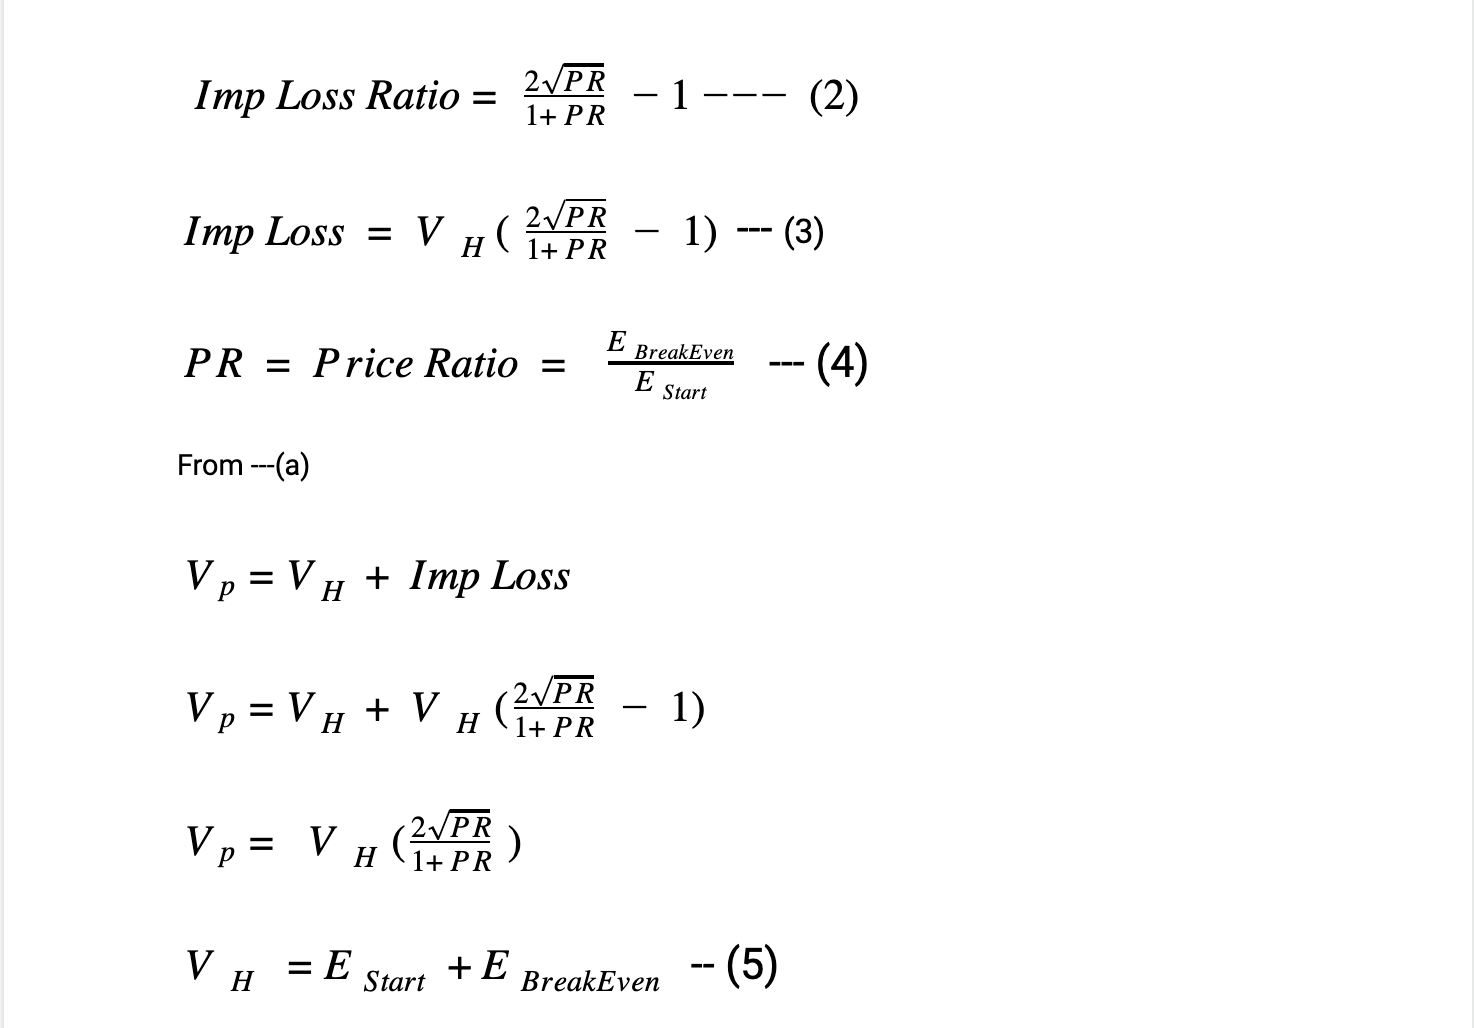 Imp Loss Ratio = 2√PR / 1+ PR − 1 −−− (2)
Imp Loss = V H ( 2√PR / 1+ PR − 1) --- (3)
PR = Price Ratio = E BreakEven / E Start --- (4)
From ---(a)
V p = V H + Imp Loss
V p = V H + V H (2√PR / 1+ PR − 1)
V p = V H (2√PR / 1+ PR )
V H = E Start + E BreakEven -- (5)